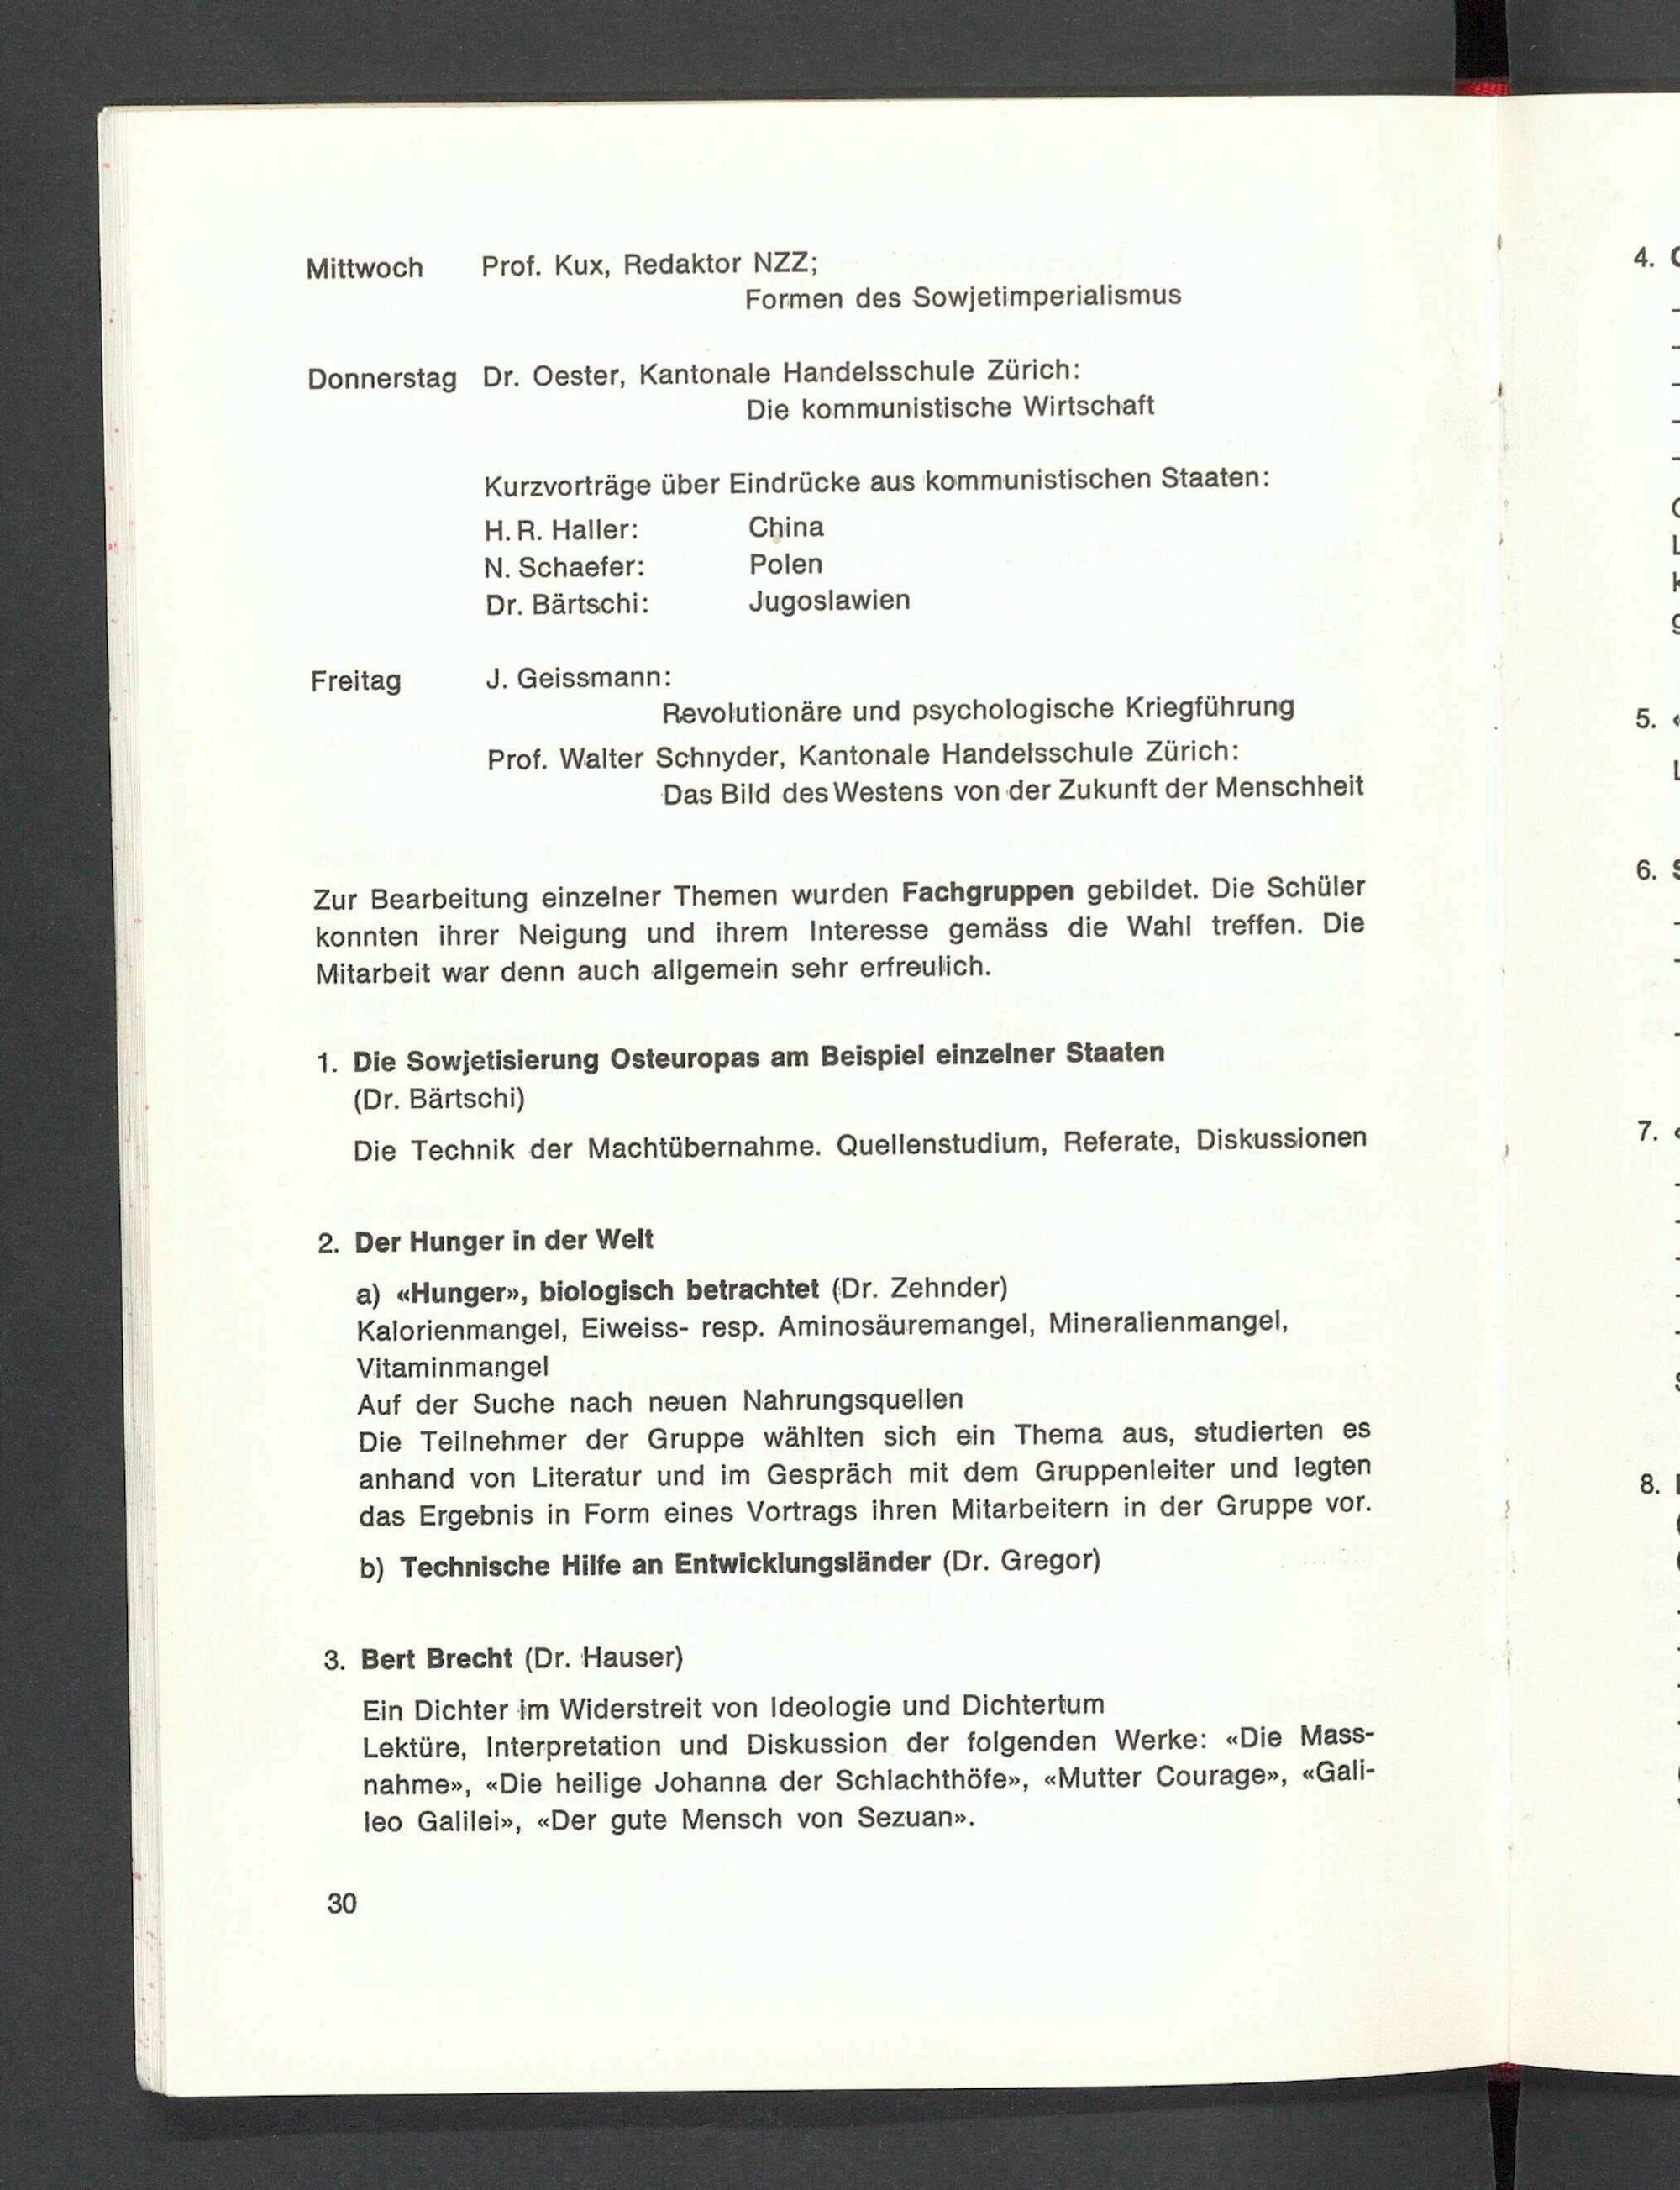 Mittwoch Prof. Kux, Redaktor NZZ;
Formen des Sowjetimperialismus
Donnerstag Dr. Oester, Kantonale Handelsschule Zürich:
Die kommunistische Wirtschaft
Kurzvorträge über Eindrücke aus kommunistischen Staaten:
H. R. Haller: China
N. Schaefer: Polen
Dr. Bärtschi: Jugoslawien
Freitag J. Geissmann:
Revolutionäre und psychologische Kriegführung
Prof. Walter Schnyder, Kantonale Handelsschule Zürich:
Das Bild des Westens von der Zukunft der Menschheit
Zur Bearbeitung einzelner Themen wurden Fachgruppen gebildet. Die Schüler
konnten ihrer Neigung und ihrem Interesse gemäss die Wahl treffen. Die
Mitarbeit war denn auch allgemein sehr erfreulich.
1. Die Sowjetisierung Osteuropas am Beispiel einzelner Staaten
(Dr. Bärtschi)
Die Technik der Machtübernahme. Quellenstudium, Referate, Diskussionen
2. Der Hunger in der Welt
a) «Hunger», biologisch betrachtet (Dr. Zehnder)
Kalorienmangel, Eiweiss- resp. Aminosäuremangel, Mineralienmangel,
Vitaminmangel
Auf der Suche nach neuen Nahrungsquellen
Die Teilnehmer der Gruppe wählten sich ein Thema aus, studierten es
anhand von Literatur und im Gespräch mit dem Gruppenleiter und legten
das Ergebnis in Form eines Vortrags ihren Mitarbeitern in der Gruppe vor.
b) Technische Hilfe an Entwicklungsländer (Dr. Gregor)
3. Bert Brecht (Dr. Hauser)
Ein Dichter im Widerstreit von Ideologie und Dichtertum
Lektüre, Interpretation und Diskussion der folgenden Werke: «Die Mass-
nahme», «Die heilige Johanna der Schlachthöfe», «Mutter Courage», «Gali-
leo Galilei», «Der gute Mensch von Sezuan».
30
4.
5.
6.
7.
8.